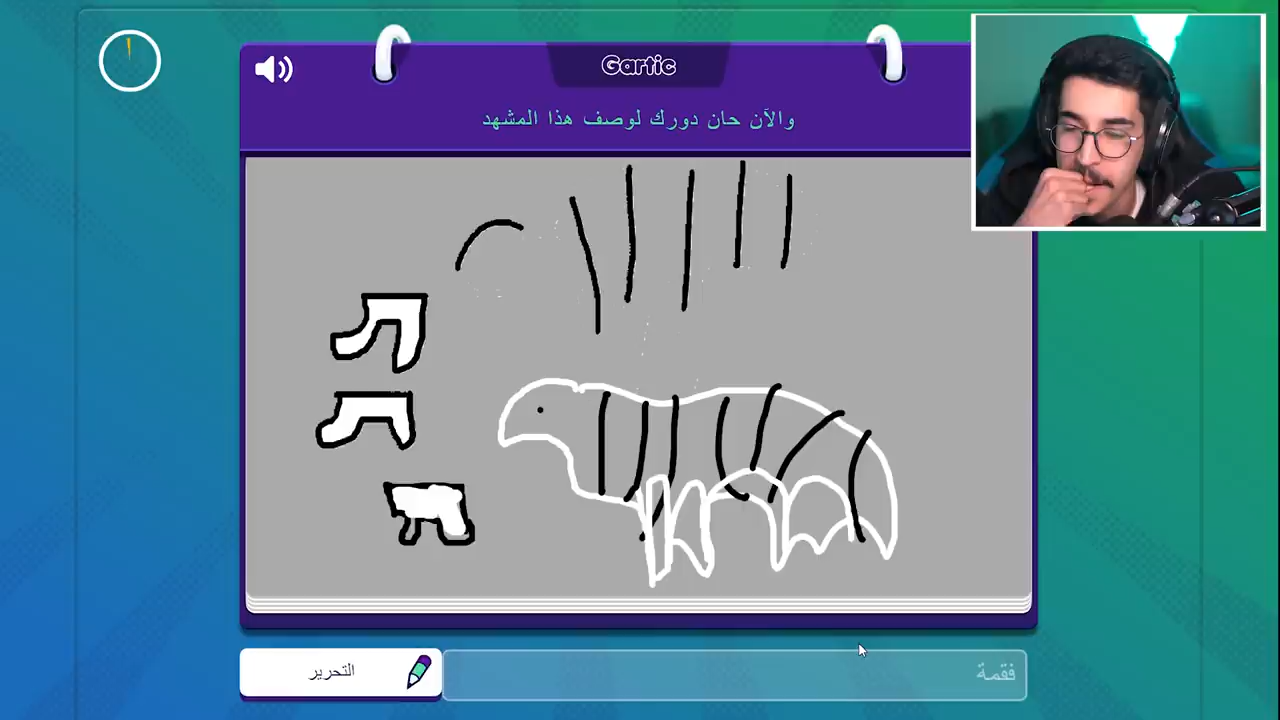 Gartic
والآن حان دورك لوصف هذا المشهد
التحرير
فقمة